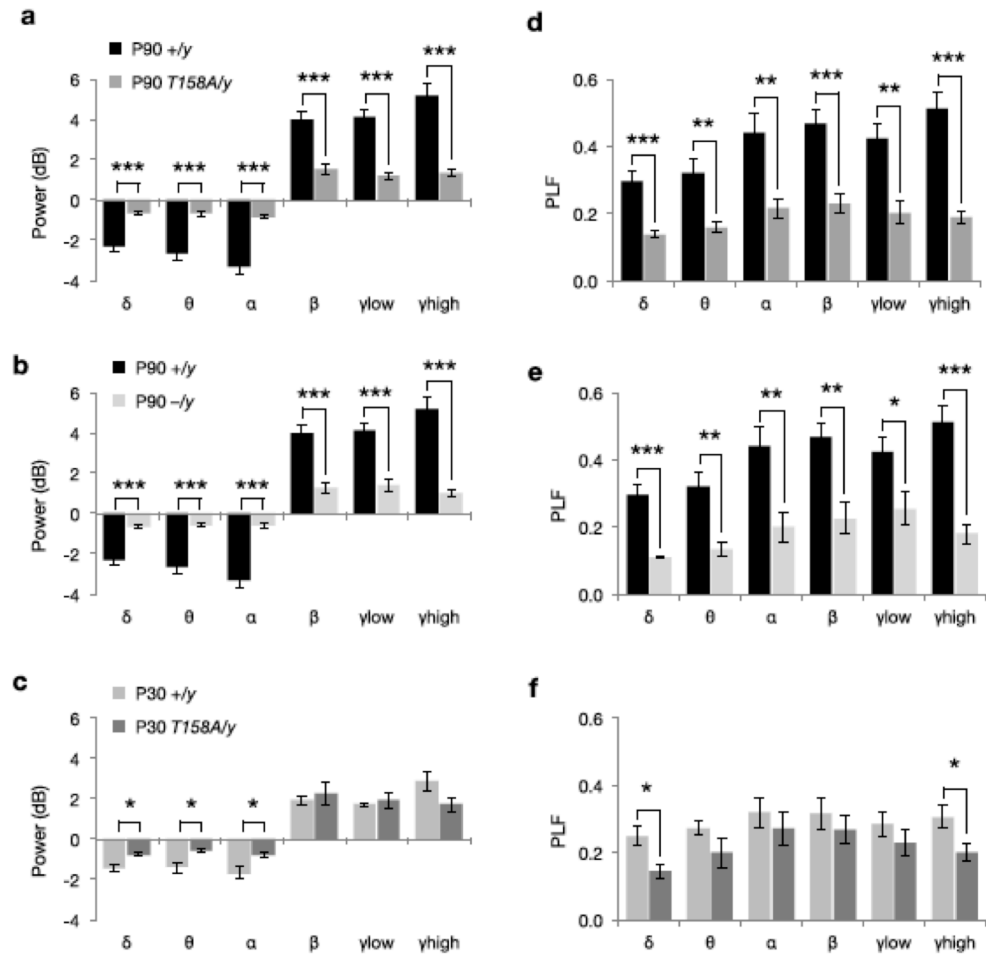 a
P90 +/y
P90 T158A/y
Power (dB)
6
4
2
0
-2
-4
*** *** *** *** *** ***
δ θ α β γlow γhigh
d
PLF
0.6
0.4
0.2
0.0
*** ** ** *** ** ***
δ θ α β γlow γhigh
b
P90 +/y
P90 –/y
Power (dB)
6
4
2
0
-2
-4
*** *** *** *** *** ***
δ θ α β γlow γhigh
e
PLF
0.6
0.4
0.2
0.0
*** ** ** ** * ***
δ θ α β γlow γhigh
c
P30 +/y
P30 T158A/y
Power (dB)
6
4
2
0
-2
-4
* * *
δ θ α β γlow γhigh
f
PLF
0.6
0.4
0.2
0.0
* *
δ θ α β γlow γhigh